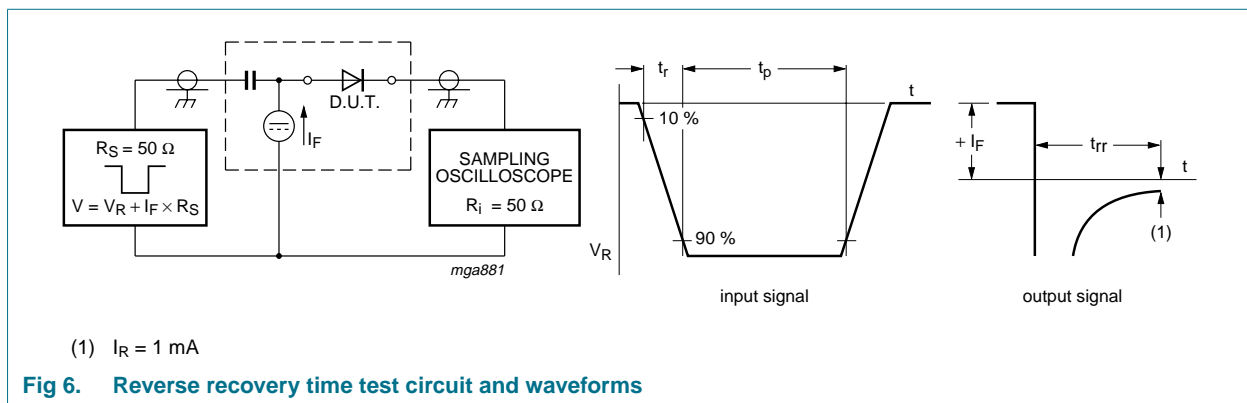 R_S = 50 Ω
V = V_R + I_F × R_S
D.U.T.
I_F
SAMPLING
OSCILLOSCOPE
R_i = 50 Ω
mga881
t_r
t_p
t
10 %
90 %
V_R
input signal
+ I_F
t_rr
t
(1)
output signal
(1) I_R = 1 mA
Fig 6. Reverse recovery time test circuit and waveforms